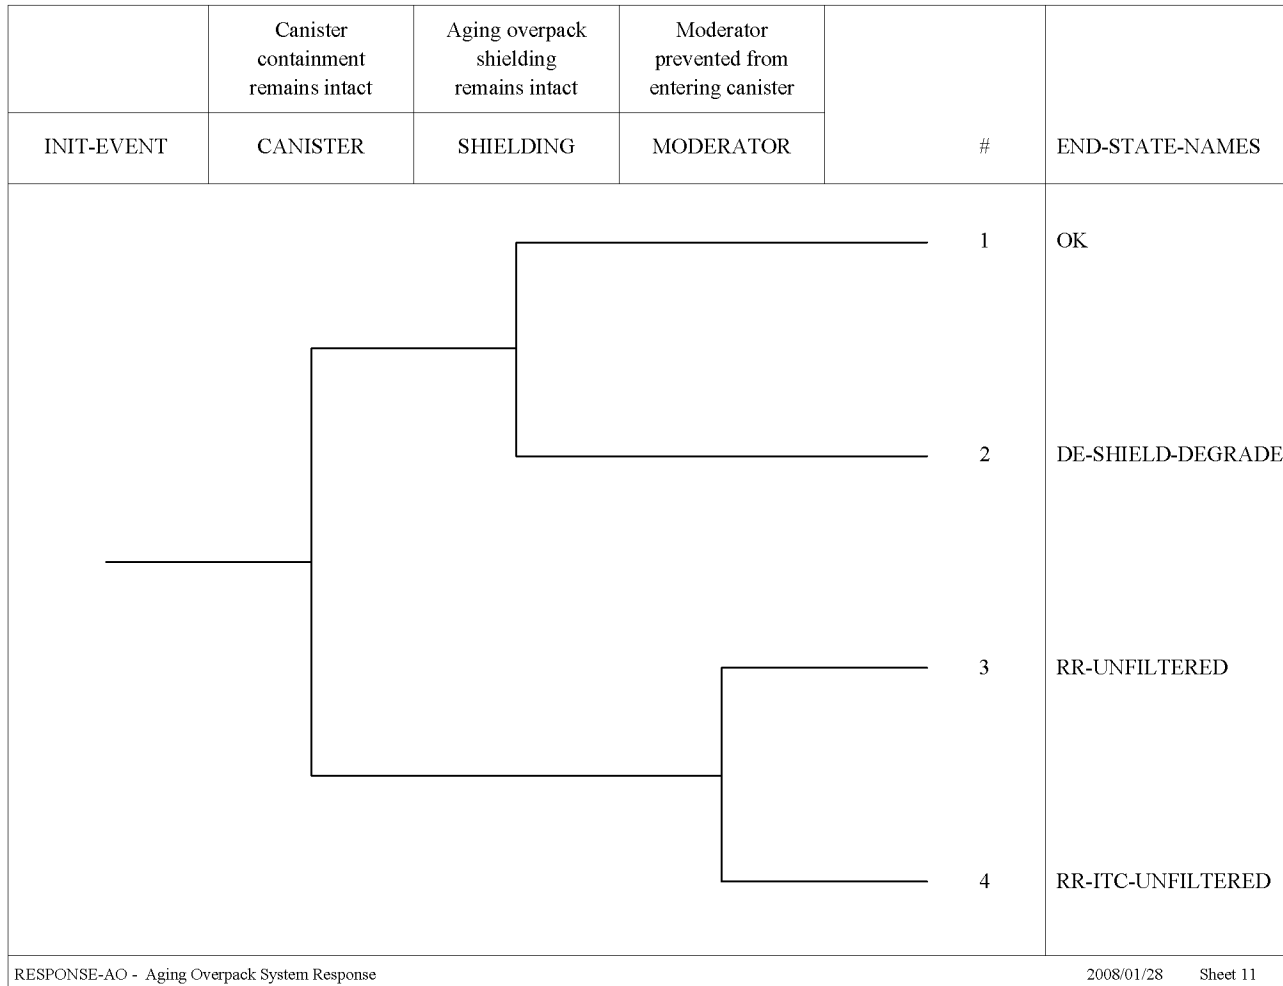 Canister
containment
remains intact
Aging overpack
shielding
remains intact
Moderator
prevented from
entering canister
INIT-EVENT
CANISTER
SHIELDING
MODERATOR
#
END-STATE-NAMES
1 OK
2 DE-SHIELD-DEGRADE
3 RR-UNFILTERED
4 RR-ITC-UNFILTERED
RESPONSE-AO - Aging Overpack System Response 2008/01/28 Sheet 11